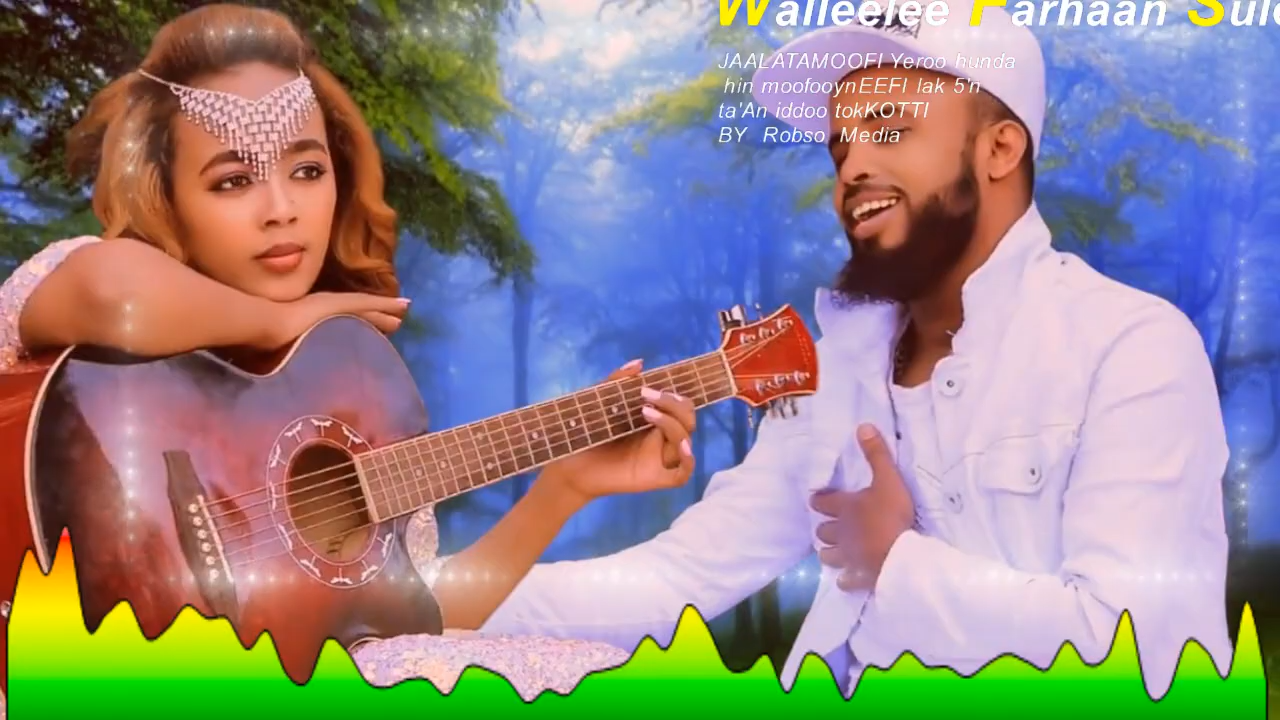 Walleelee Farhaan Sule
JAALATAMOOFI Yeroo hunda
hin moofooynEEFI lak 5'n
ta'An iddoo tokKOTTI
BY Robso Media